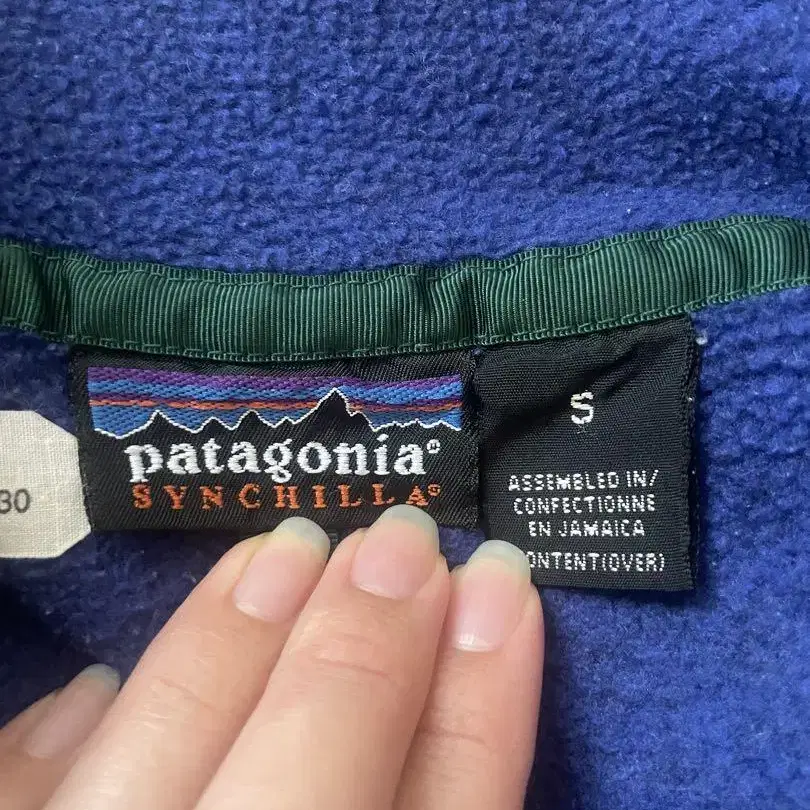 patagonia®
SYNCHILLA®
S
ASSEMBLED IN/
CONFECTIONNE
EN JAMAICA
ONTENT(OVER)
30